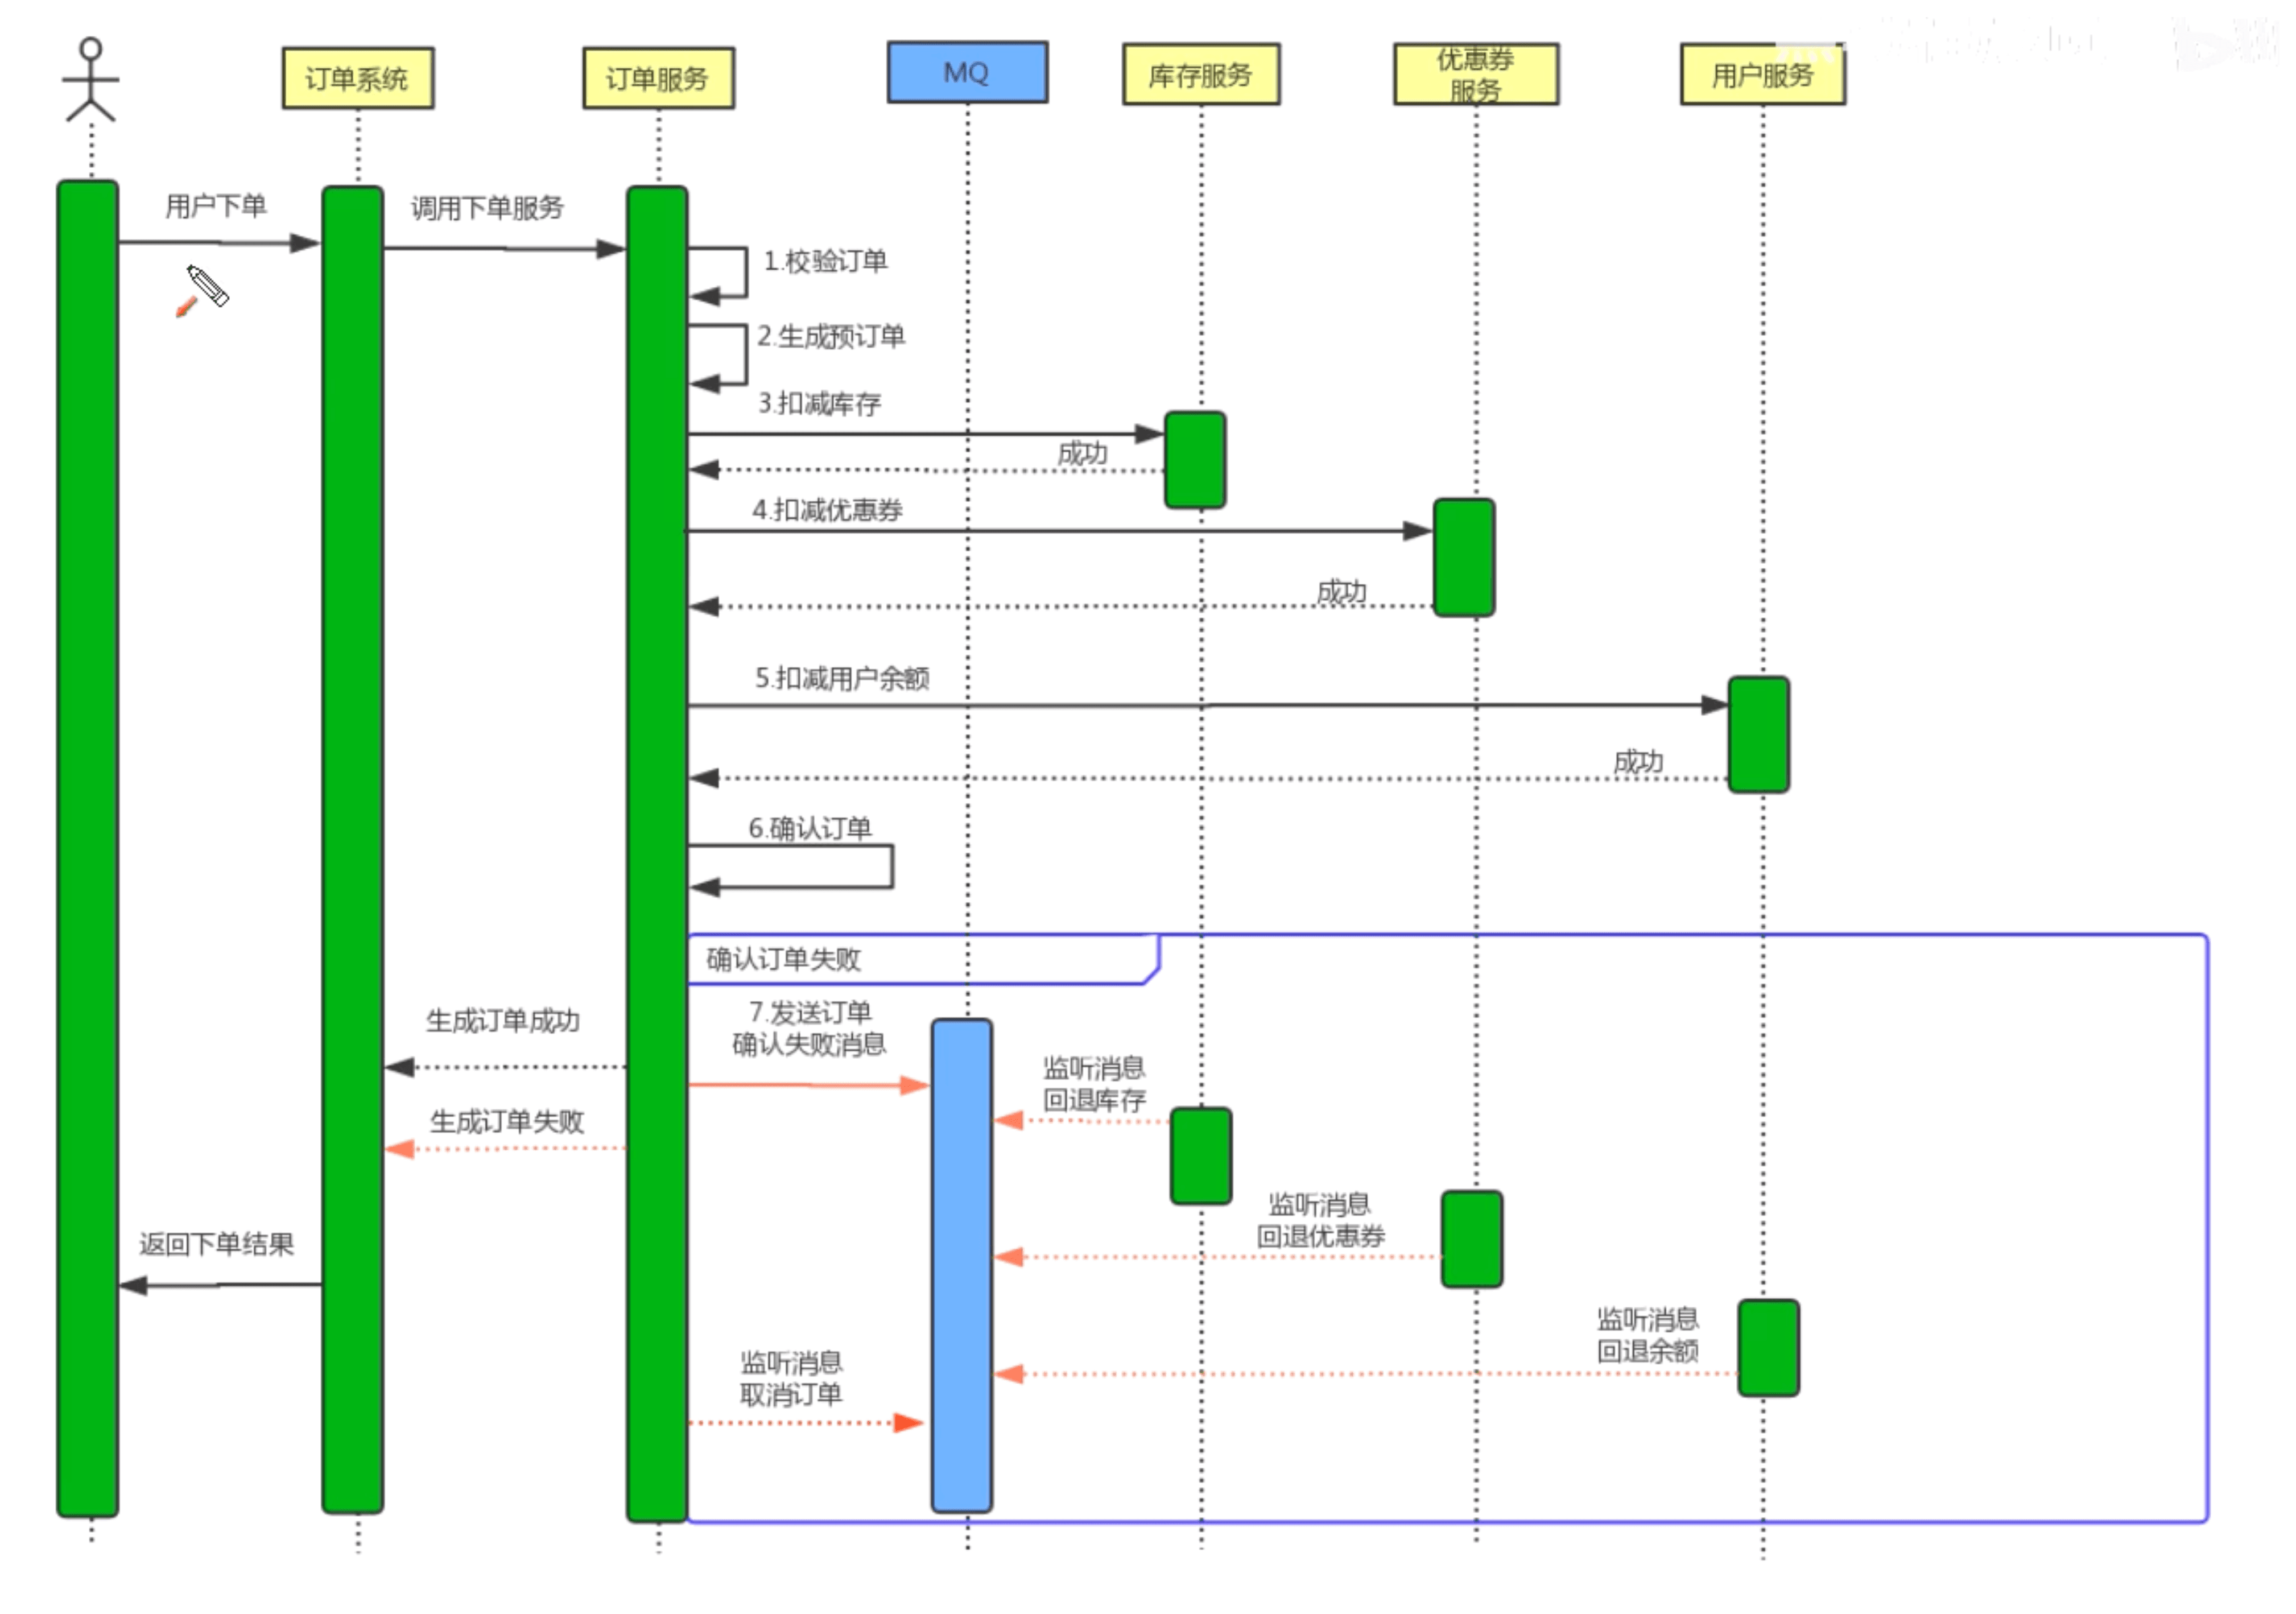 订单系统
订单服务
MQ
库存服务
优惠券
服务
用户服务
用户下单
调用下单服务
1.校验订单
2.生成预订单
3.扣减库存
成功
4.扣减优惠券
成功
5.扣减用户余额
成功
6.确认订单
确认订单失败
生成订单成功
7.发送订单
确认失败消息
监听消息
回退库存
生成订单失败
监听消息
回退优惠券
返回下单结果
监听消息
回退余额
监听消息
取消订单